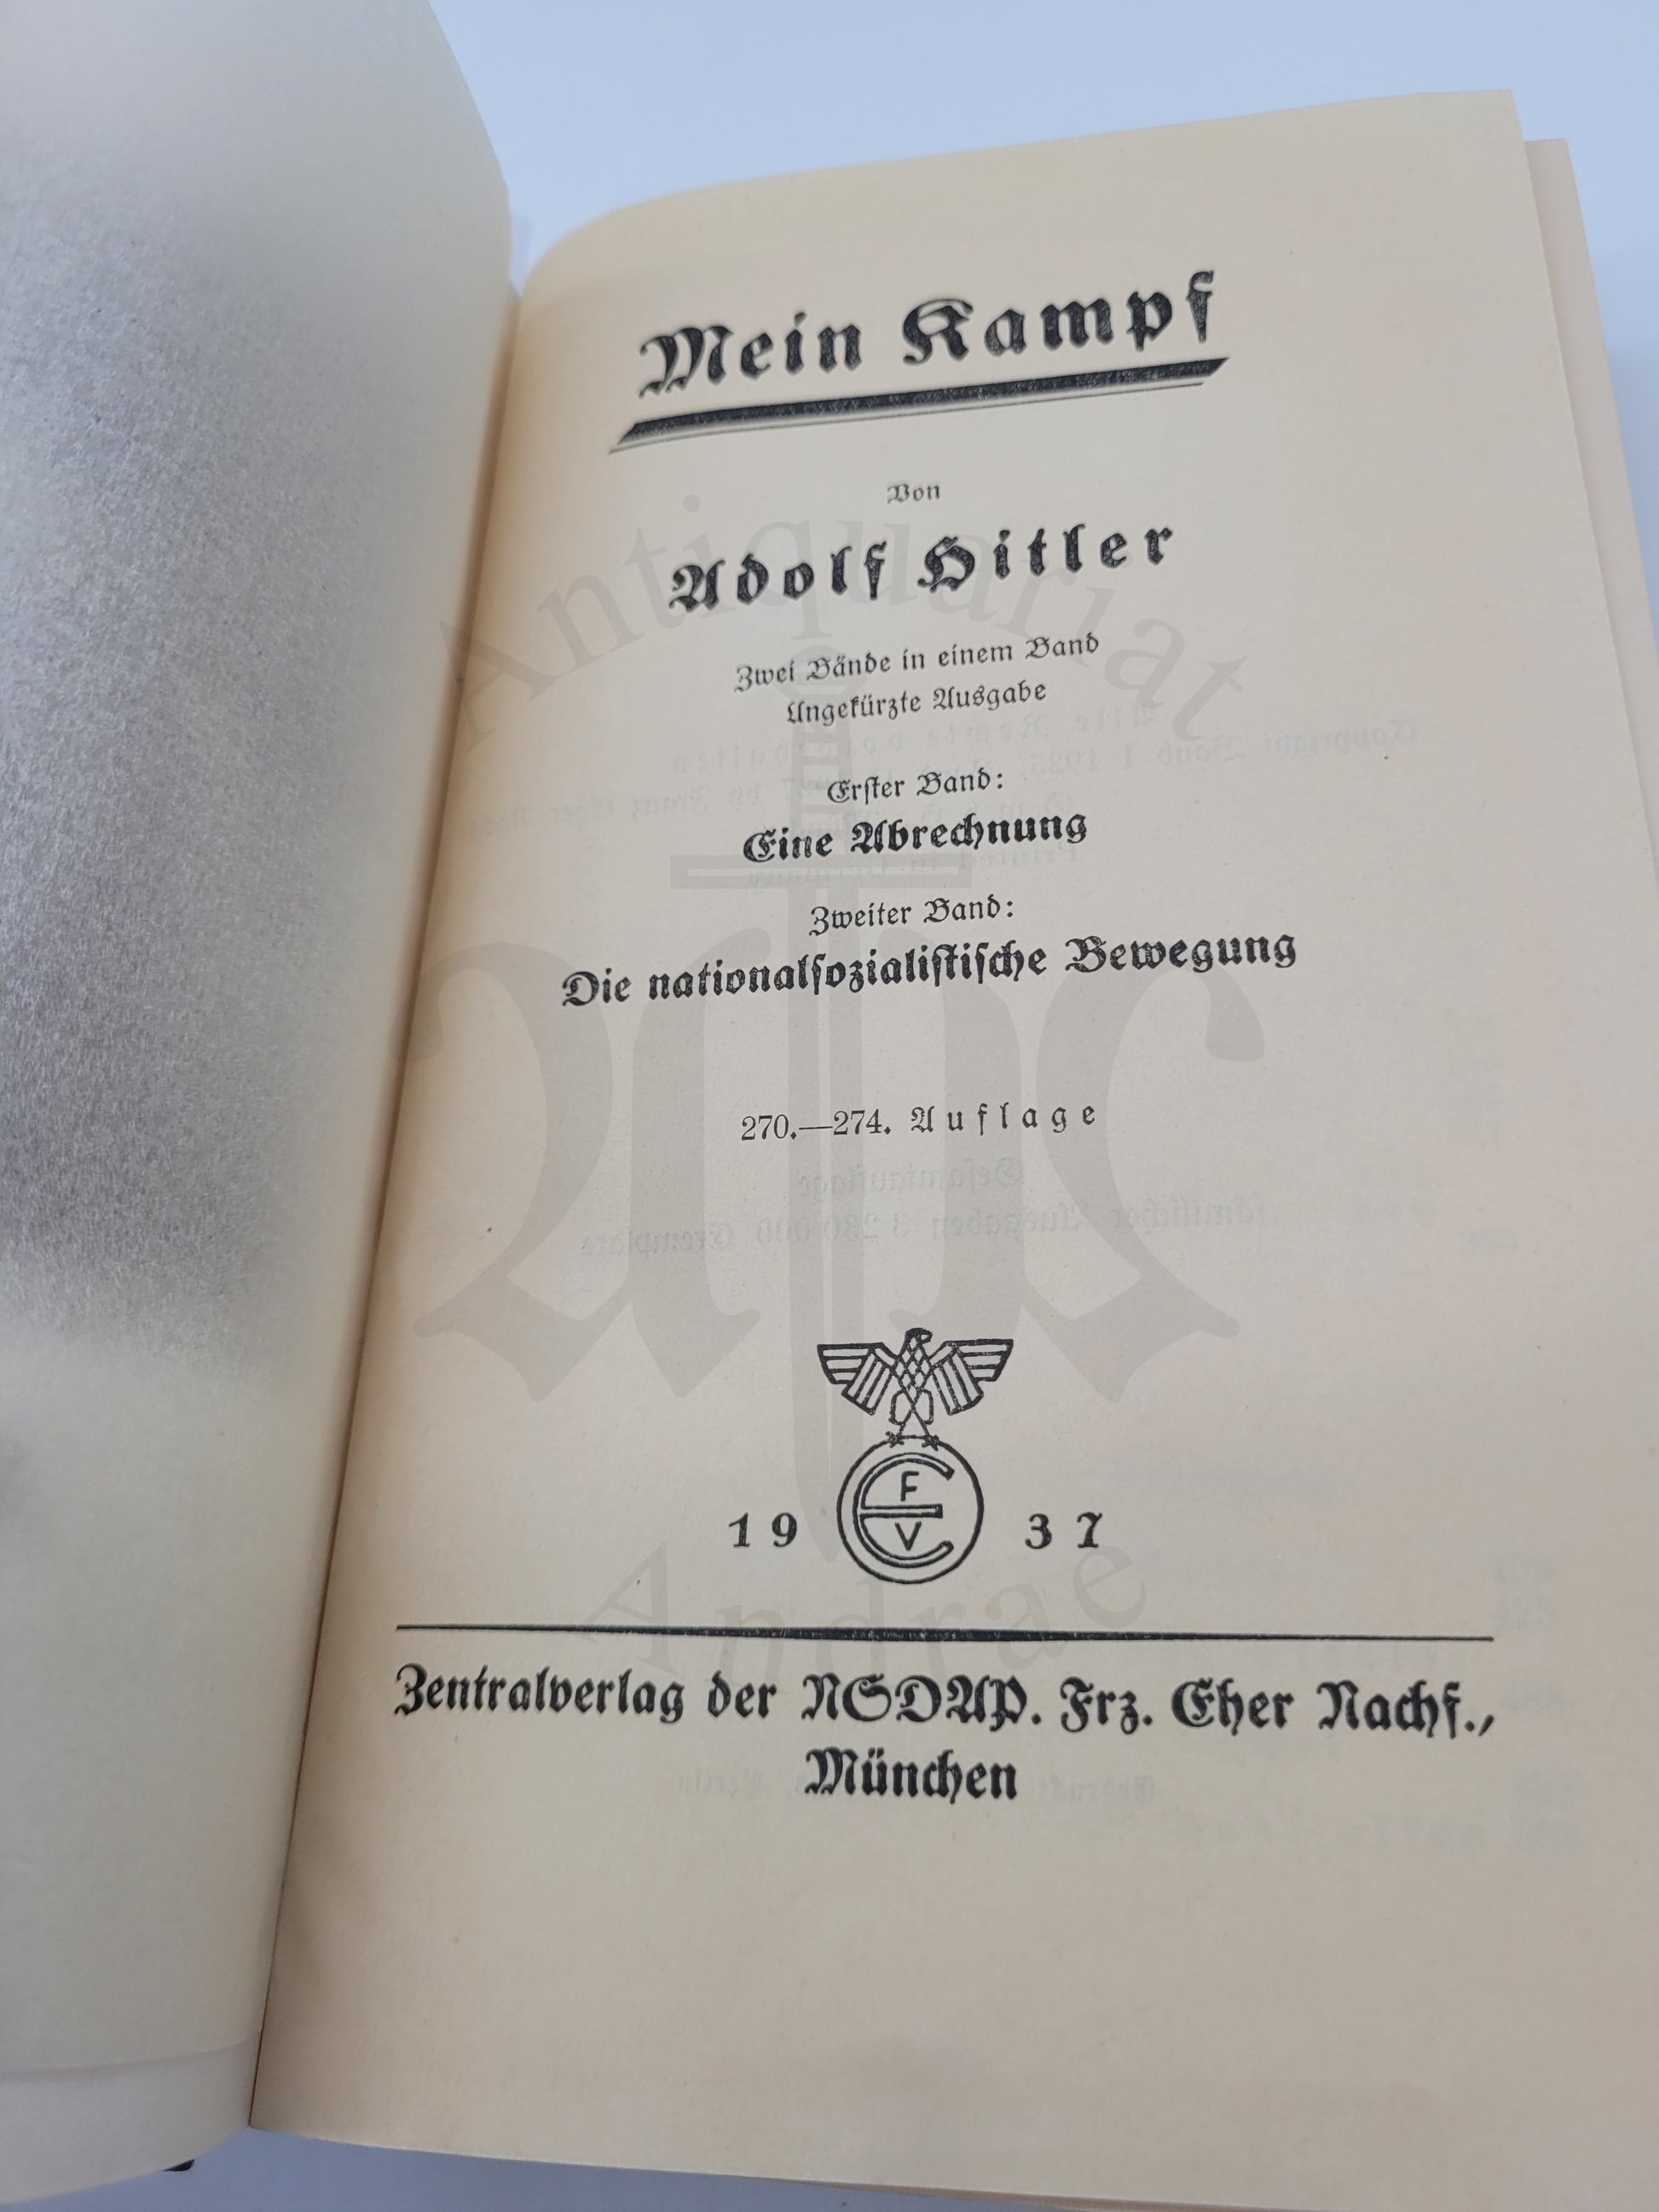 Mein Kampf
Von
Adolf Hitler
Zwei Bände in einem Band
Ungekürzte Ausgabe
Erster Band:
Eine Abrechnung
Zweiter Band:
Die nationalsozialistische Bewegung
270.—274. Auflage
F
E
V
19 37
Zentralverlag der NSDAP. Frz. Eher Nachf.,
München
Antiquariat
Andrae